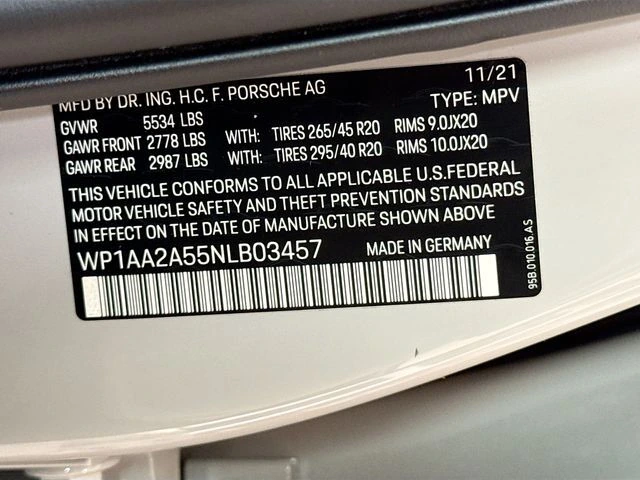 MFD BY DR. ING. H.C. F. PORSCHE AG 11/21
GVWR 5534 LBS TYPE: MPV
GAWR FRONT 2778 LBS WITH: TIRES 265/45 R20 RIMS 9.0JX20
GAWR REAR 2987 LBS WITH: TIRES 295/40 R20 RIMS 10.0JX20
THIS VEHICLE CONFORMS TO ALL APPLICABLE U.S.FEDERAL
MOTOR VEHICLE SAFETY AND THEFT PREVENTION STANDARDS
IN EFFECT ON THE DATE OF MANUFACTURE SHOWN ABOVE
WP1AA2A55NLB03457 MADE IN GERMANY
95B.010.016.AS